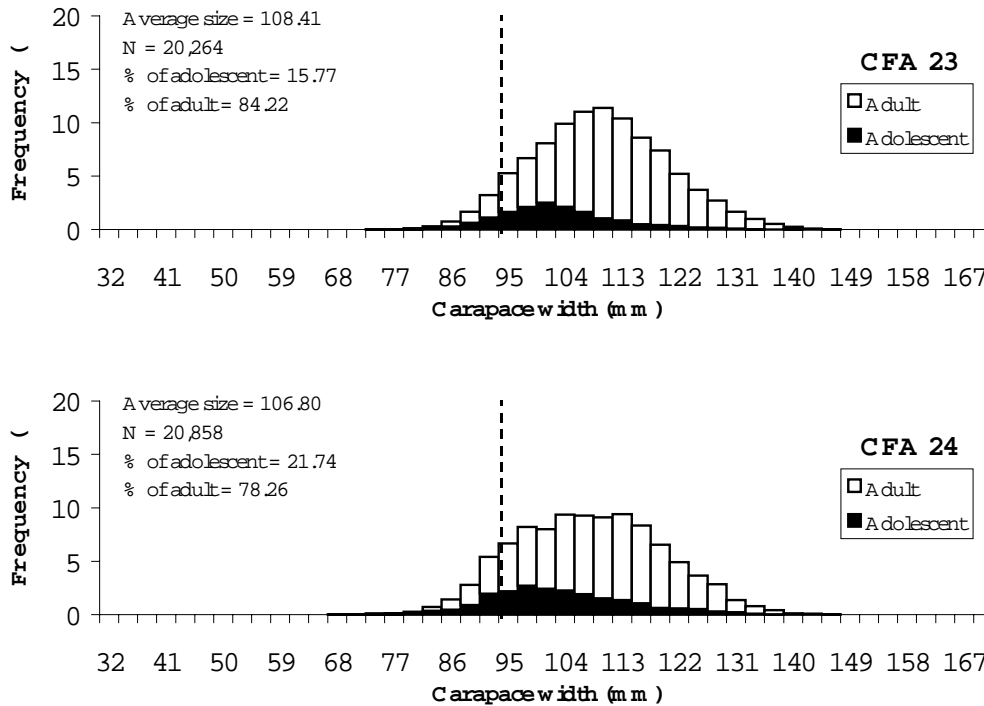 20
15
10
5
0
Frequency (
Average size = 108.41
N = 20,264
% of adolescent = 15.77
% of adult = 84.22
CFA 23
Adult
Adolescent
32 41 50 59 68 77 86 95 104 113 122 131 140 149 158 167
Carapace width (mm)
20
15
10
5
0
Frequency (
Average size = 106.80
N = 20,858
% of adolescent = 21.74
% of adult = 78.26
CFA 24
Adult
Adolescent
32 41 50 59 68 77 86 95 104 113 122 131 140 149 158 167
Carapace width (mm)